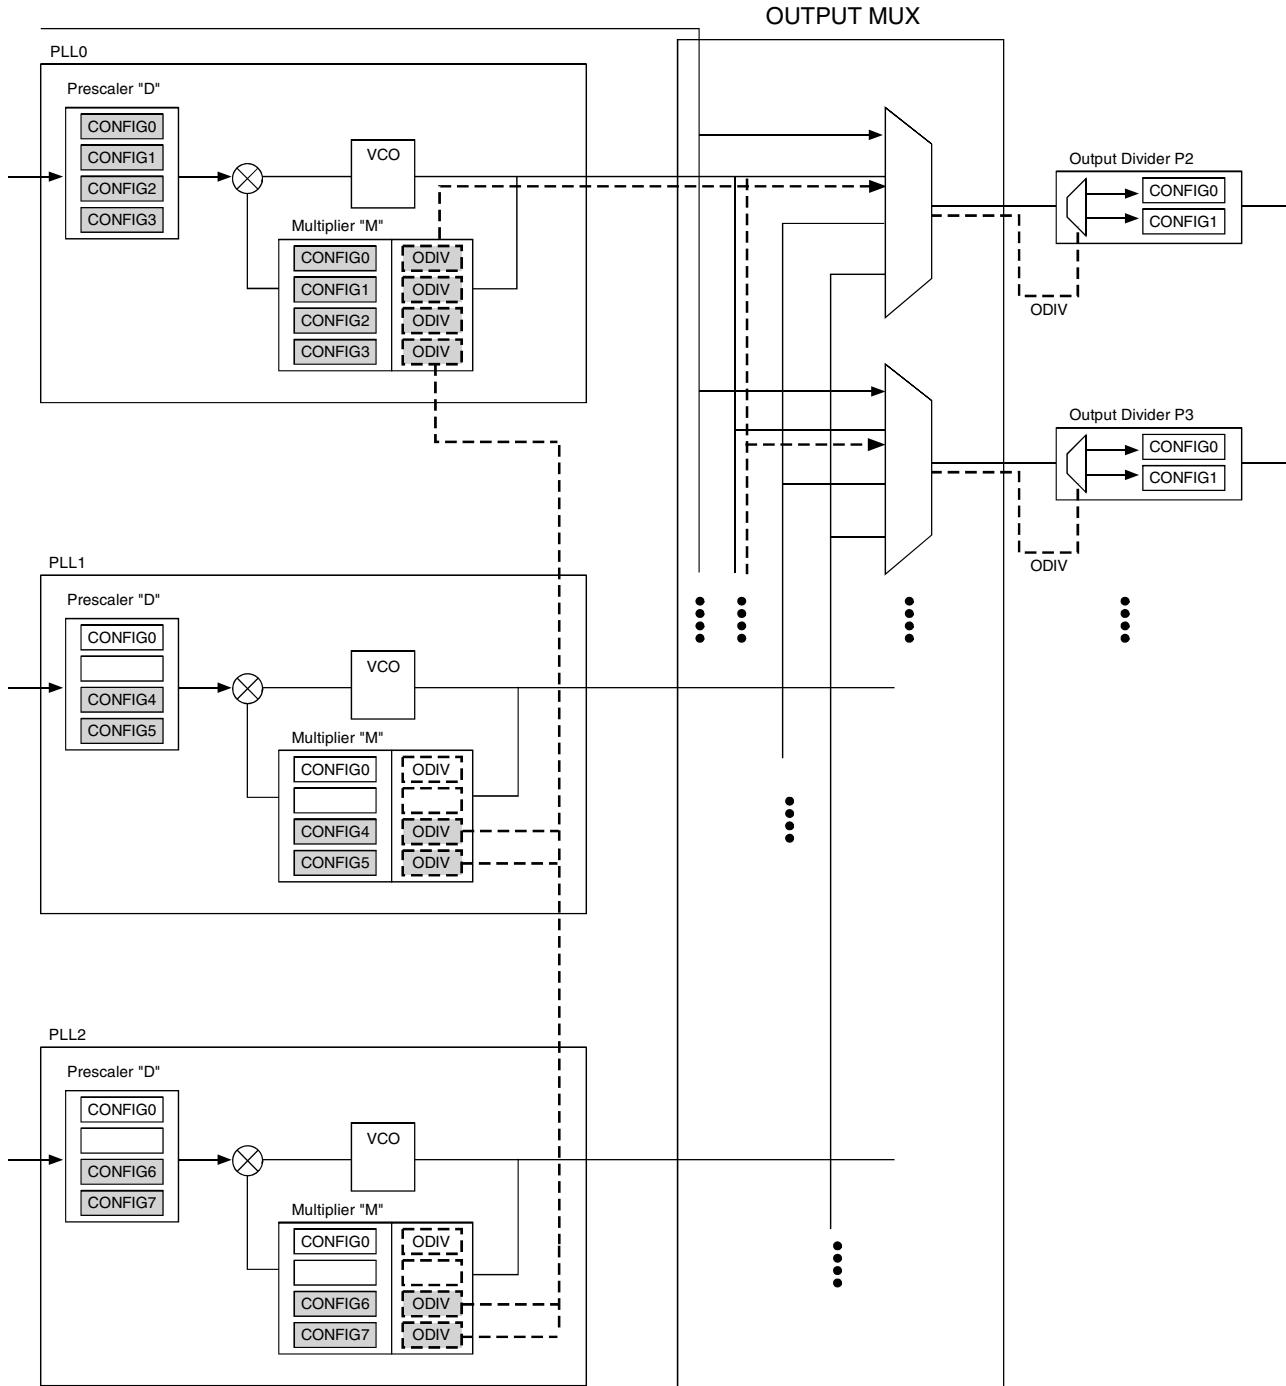 OUTPUT MUX
PLL0
Prescaler "D"
CONFIG0
CONFIG1
CONFIG2
CONFIG3
VCO
Multiplier "M"
CONFIG0 ODIV
CONFIG1 ODIV
CONFIG2 ODIV
CONFIG3 ODIV
Output Divider P2
CONFIG0
CONFIG1
ODIV
Output Divider P3
CONFIG0
CONFIG1
ODIV
PLL1
Prescaler "D"
CONFIG0
CONFIG4
CONFIG5
VCO
Multiplier "M"
CONFIG0 ODIV
CONFIG4 ODIV
CONFIG5 ODIV
PLL2
Prescaler "D"
CONFIG0
CONFIG6
CONFIG7
VCO
Multiplier "M"
CONFIG0 ODIV
CONFIG6 ODIV
CONFIG7 ODIV